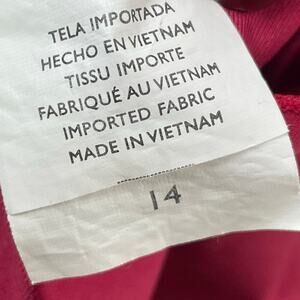 TELA IMPORTADA
HECHO EN VIETNAM
TISSU IMPORTE
FABRIQUÉ AU VIETNAM
IMPORTED FABRIC
MADE IN VIETNAM
14